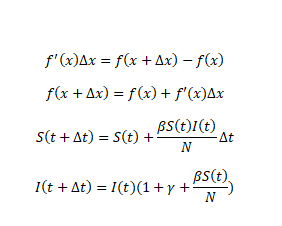 f'(x)Δx = f(x + Δx) − f(x)
f(x + Δx) = f(x) + f'(x)Δx
S(t + Δt) = S(t) + βS(t)I(t)/N Δt
I(t + Δt) = I(t)(1 + γ + βS(t)/N)